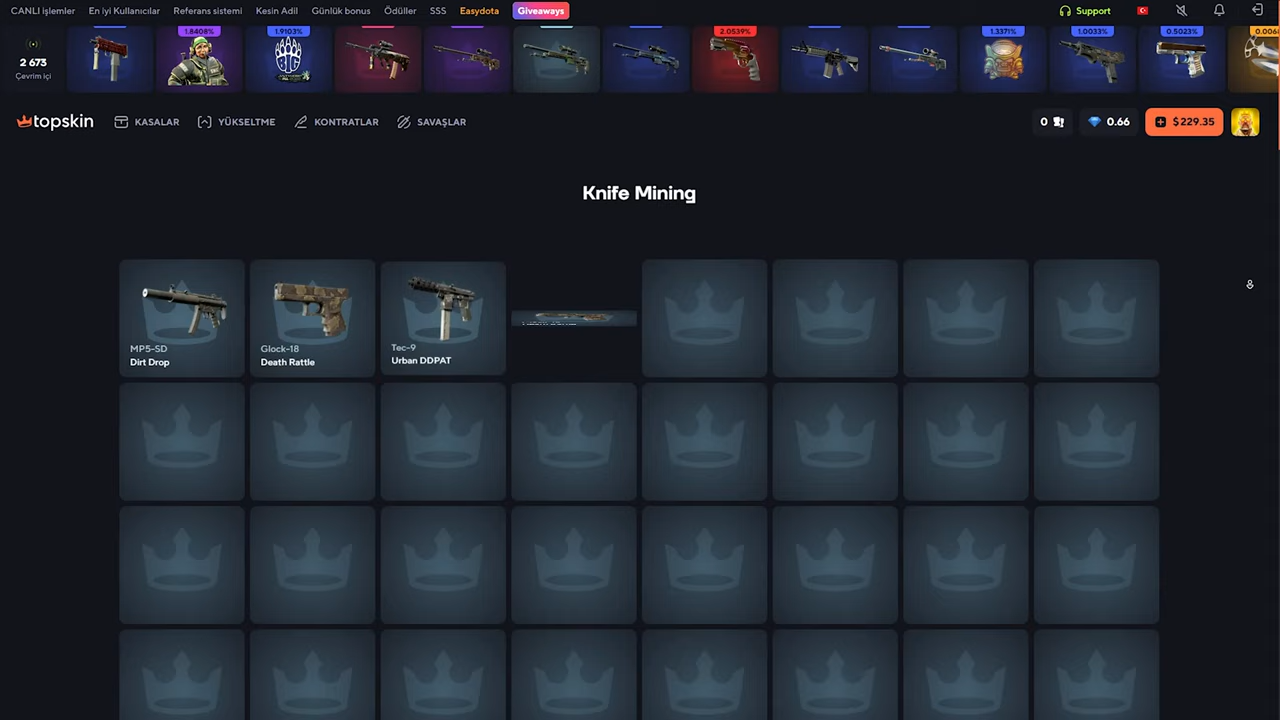 CANLI işlemler En iyi Kullanıcılar Referans sistemi Kesin Adil Günlük bonus Ödüller SSS Easydota Giveaways Support
2 673
Çevrim içi
1.8408% 1.9103% 2.0539% 1.3371% 1.0033% 0.5023%
topskin KASALAR YÜKSELTME KONTRATLAR SAVAŞLAR 0 0.66 $229.35
Knife Mining
MP5-SD
Dirt Drop
Glock-18
Death Rattle
Tec-9
Urban DDPAT